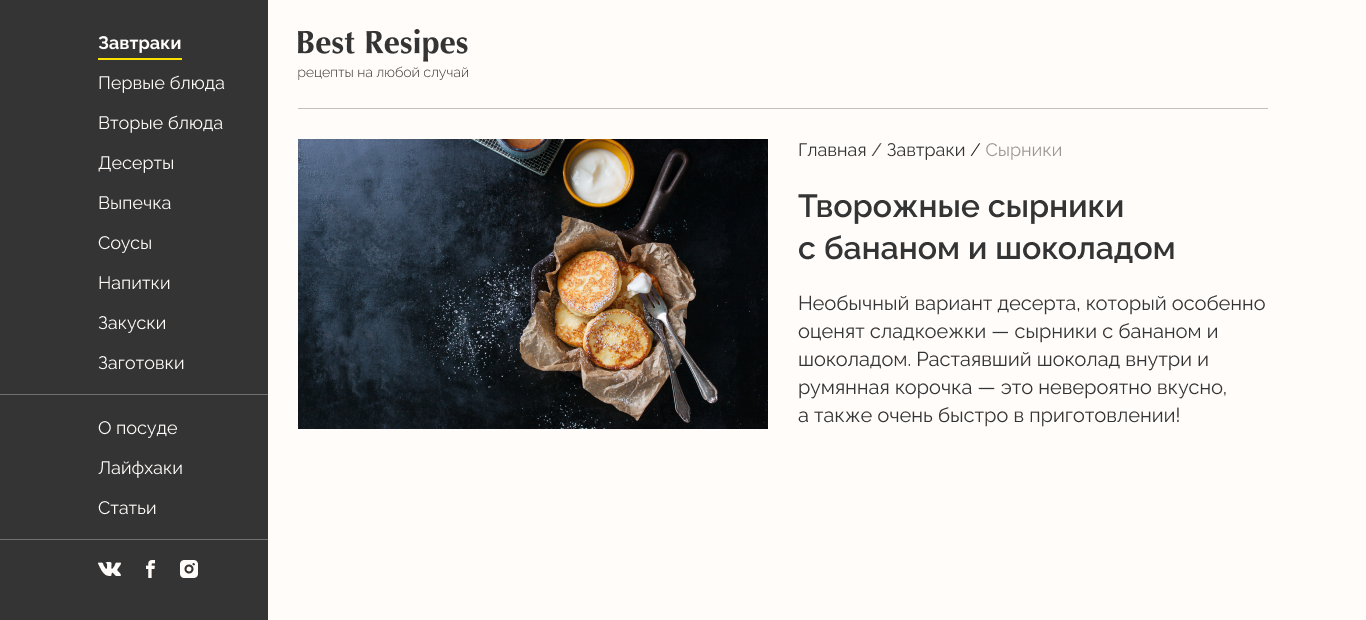 Завтраки
Первые блюда
Вторые блюда
Десерты
Выпечка
Соусы
Напитки
Закуски
Заготовки
О посуде
Лайфхаки
Статьи
Best Resipes
рецепты на любой случай
Главная / Завтраки / Сырники
Творожные сырники
с бананом и шоколадом
Необычный вариант десерта, который особенно
оценят сладкоежки — сырники с бананом и
шоколадом. Растаявший шоколад внутри и
румянная корочка — это невероятно вкусно,
а также очень быстро в приготовлении!